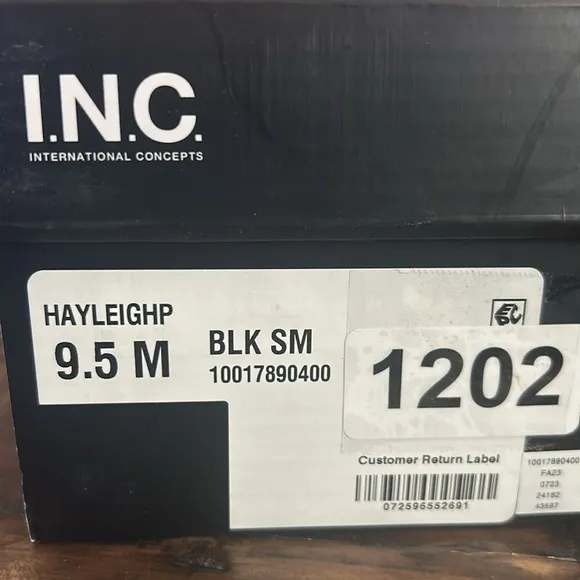 I.N.C.
INTERNATIONAL CONCEPTS
HAYLEIGHP
9.5 M
BLK SM
10017890400
1202
Customer Return Label
072596552691
10017890400
FA23
0723
24182
43587